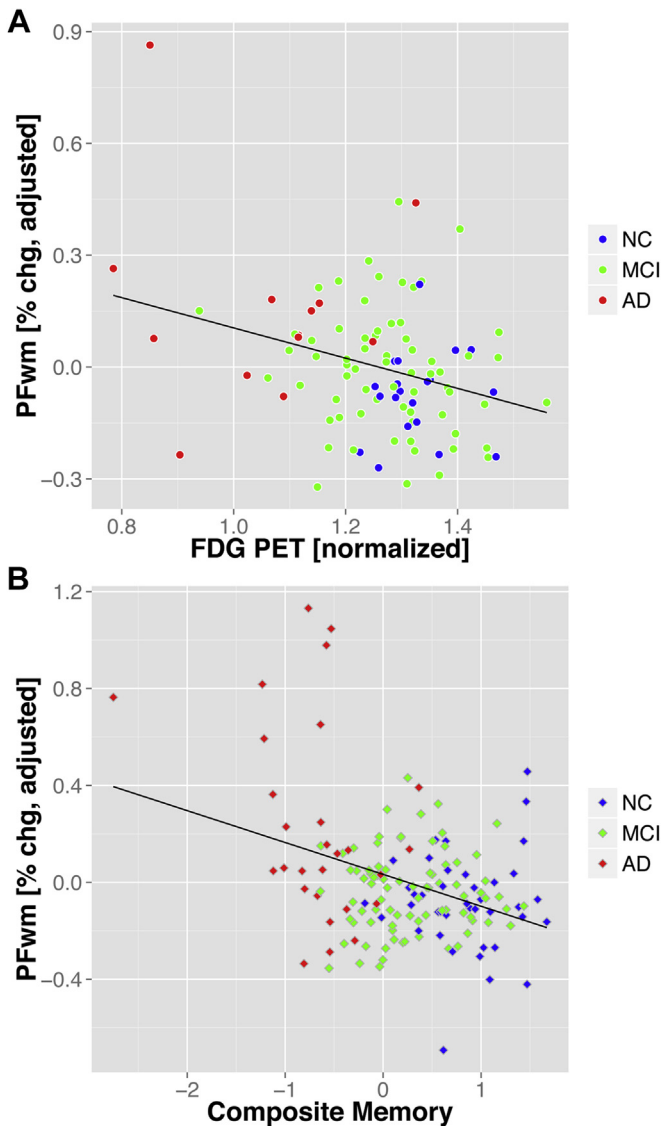 A
0.9
0.6
0.3
0.0
−0.3
PFwm [% chg, adjusted]
0.8 1.0 1.2 1.4
FDG PET [normalized]
NC
MCI
AD
B
1.2
0.8
0.4
0.0
−0.4
PFwm [% chg, adjusted]
−2 −1 0 1
Composite Memory
NC
MCI
AD